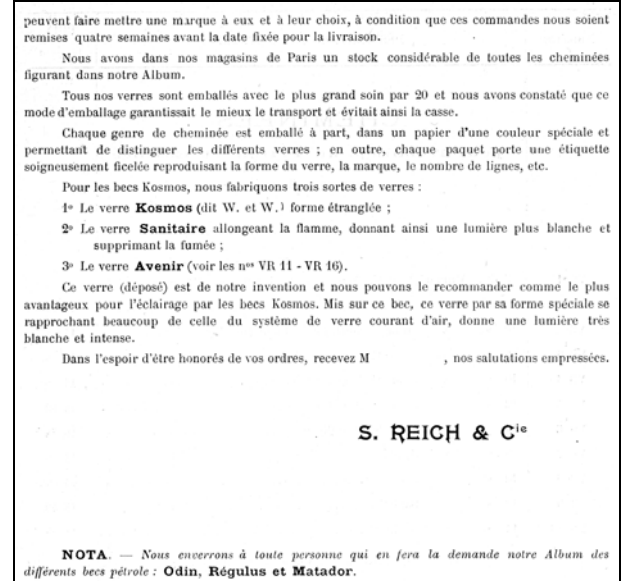 peuvent faire mettre une marque à eux et à leur choix, à condition que ces commandes nous soient
remises quatre semaines avant la date fixée pour la livraison.
Nous avons dans nos magasins de Paris un stock considérable de toutes les cheminées
figurant dans notre Album.
Tous nos verres sont emballés avec le plus grand soin par 20 et nous avons constaté que ce
mode d'emballage garantissait le mieux le transport et évitait ainsi la casse.
Chaque genre de cheminée est emballé à part, dans un papier d'une couleur spéciale et
permettant de distinguer les différents verres ; en outre, chaque paquet porte une étiquette
soigneusement ficelée reproduisant la forme du verre, la marque, le nombre de lignes, etc.
Pour les becs Kosmos, nous fabriquons trois sortes de verres :
1º Le verre Kosmos (dit W. et W.) forme étranglée ;
2º Le verre Sanitaire allongeant la flamme, donnant ainsi une lumière plus blanche et
supprimant la fumée ;
3º Le verre Avenir (voir les nos VR 11 - VR 16).
Ce verre (déposé) est de notre invention et nous pouvons le recommander comme le plus
avantageux pour l'éclairage par les becs Kosmos. Mis sur ce bec, ce verre par sa forme spéciale se
rapprochant beaucoup de celle du système de verre courant d'air, donne une lumière très
blanche et intense.
Dans l'espoir d'être honorés de vos ordres, recevez M , nos salutations empressées.
S. REICH & Cie
NOTA. — Nous enverrons à toute personne qui en fera la demande notre Album des
différents becs pétrole : Odin, Régulus et Matador.